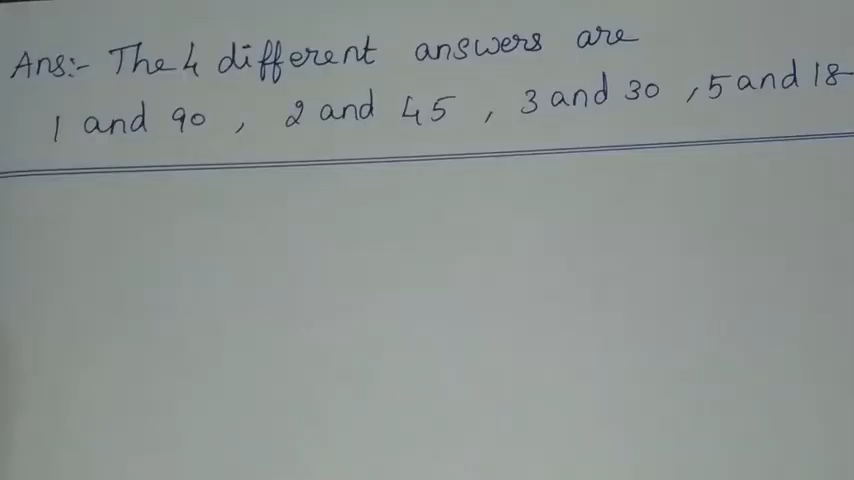 Ans:- The 4 different answers are
1 and 90 , 2 and 45 , 3 and 30 , 5 and 18